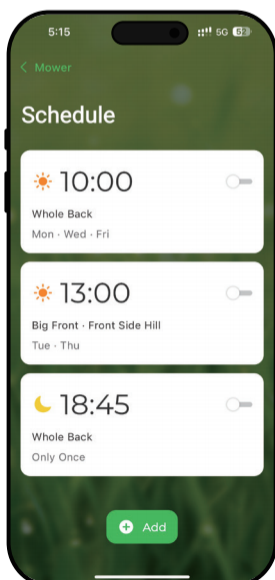 5:15 5G 63
< Mower
Schedule
10:00
Whole Back
Mon · Wed · Fri
13:00
Big Front · Front Side Hill
Tue · Thu
18:45
Whole Back
Only Once
Add